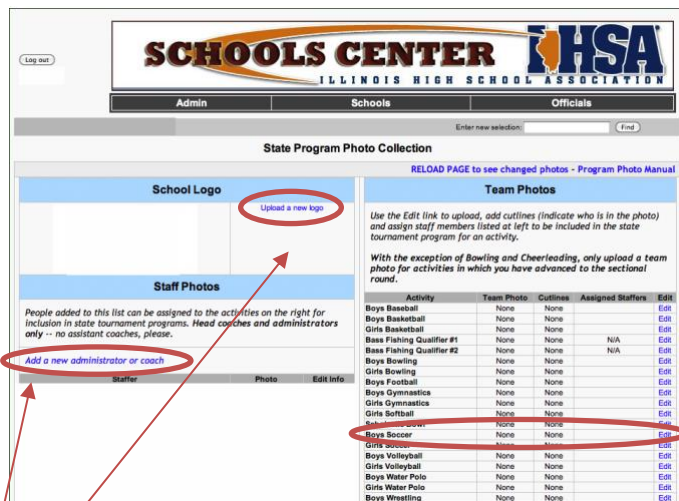 Log out
SCHOOLS CENTER
IHSA
ILLINOIS HIGH SCHOOL ASSOCIATION
Admin Schools Officials
Enter new selection: Find
State Program Photo Collection
RELOAD PAGE to see changed photos - Program Photo Manual
School Logo
Upload a new logo
Staff Photos
People added to this list can be assigned to the activities on the right for
inclusion in state tournament programs. Head coaches and administrators
only -- no assistant coaches, please.
Add a new administrator or coach
Staffer Photo Edit Info
Team Photos
Use the Edit link to upload, add cutlines (indicate who is in the photo)
and assign staff members listed at left to be included in the state
tournament program for an activity.
With the exception of Bowling and Cheerleading, only upload a team
photo for activities in which you have advanced to the sectional
round.
Activity Team Photo Cutlines Assigned Staffers Edit
Boys Baseball None None Edit
Boys Basketball None None Edit
Girls Basketball None None Edit
Bass Fishing Qualifier #1 None None N/A Edit
Bass Fishing Qualifier #2 None None N/A Edit
Boys Bowling None None Edit
Girls Bowling None None Edit
Boys Football None None Edit
Boys Gymnastics None None Edit
Girls Gymnastics None None Edit
Girls Softball None None Edit
Scholastic Bowl None None Edit
Boys Soccer None None Edit
Girls Soccer None None Edit
Boys Volleyball None None Edit
Girls Volleyball None None Edit
Boys Water Polo None None Edit
Girls Water Polo None None Edit
Boys Wrestling None None Edit